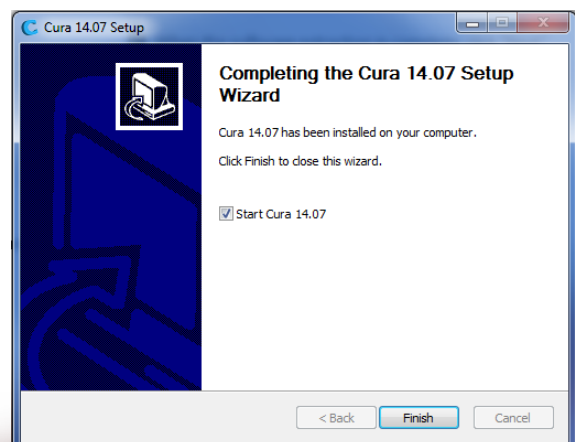 Cura 14.07 Setup
Completing the Cura 14.07 Setup
Wizard
Cura 14.07 has been installed on your computer.
Click Finish to close this wizard.
Start Cura 14.07
< Back
Finish
Cancel